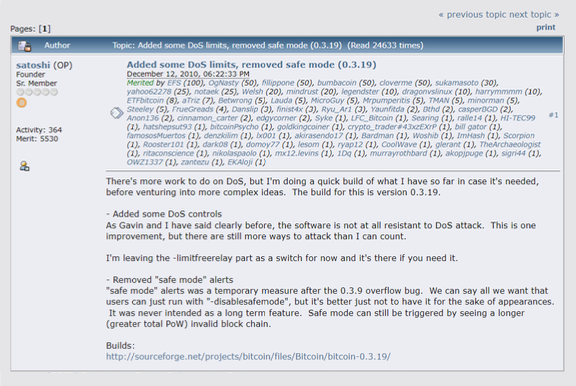 « previous topic next topic »
Pages: [1]
print
Author
Topic: Added some DoS limits, removed safe mode (0.3.19)  (Read 24633 times)
satoshi (OP)
Founder
Sr. Member
Activity: 364
Merit: 5530
Added some DoS limits, removed safe mode (0.3.19)
December 12, 2010, 06:22:33 PM
#1
Merited by EFS (100), OgNasty (50), fillippone (50), bumbacoin (50), cloverme (50), sukamasoto (30),
yahoo62278 (25), notaek (25), Welsh (20), mindrust (20), legendster (10), dragonvslinux (10), harrymmmm (10),
ETFbitcoin (8), aTriz (7), Betwrong (5), Lauda (5), MicroGuy (5), Mrpumperitis (5), TMAN (5), minorman (5),
Steeley (5), FrueGreads (4), Danslip (3), finist4x (3), Ryu_Ar1 (3), Yaunfitda (2), Bthd (2), casperBGD (2),
Anon136 (2), cinnamon_carter (2), edgycorner (2), Syke (1), LFC_Bitcoin (1), Searing (1), ralle14 (1), HI-TEC99
(1), hatshepsut93 (1), bitcoinPsycho (1), goldkingcoiner (1), crypto_trader#43xzEXrP (1), bill gator (1),
famososMuertos (1), denzkilim (1), lx001 (1), akirasendo17 (1), Bardman (1), Woshib (1), ImHash (1), Scorpion
(1), Rooster101 (1), dark08 (1), domoy77 (1), lesom (1), ryap12 (1), CoolWave (1), glerant (1), TheArchaeologist
(1), ritaconscience (1), nikolaspaolo (1), mx12.levins (1), 1Dq (1), murrayrothbard (1), akopjpuge (1), sigri44 (1),
OWZ1337 (1), zantezu (1), EKAloji (1)
There's more work to do on DoS, but I'm doing a quick build of what I have so far in case it's needed,
before venturing into more complex ideas.  The build for this is version 0.3.19.
- Added some DoS controls
As Gavin and I have said clearly before, the software is not at all resistant to DoS attack.  This is one
improvement, but there are still more ways to attack than I can count.
I'm leaving the -limitfreerelay part as a switch for now and it's there if you need it.
- Removed "safe mode" alerts
"safe mode" alerts was a temporary measure after the 0.3.9 overflow bug.  We can say all we want that
users can just run with "-disablesafemode", but it's better just not to have it for the sake of appearances.
It was never intended as a long term feature.  Safe mode can still be triggered by seeing a longer
(greater total PoW) invalid block chain.
Builds:
http://sourceforge.net/projects/bitcoin/files/Bitcoin/bitcoin-0.3.19/